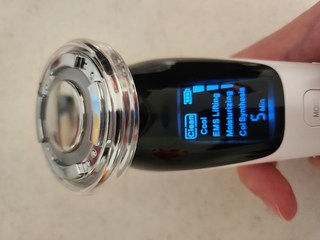 Clean
Cool
EMS Lifting
Moisturizing
Col Synthesis
5 Min